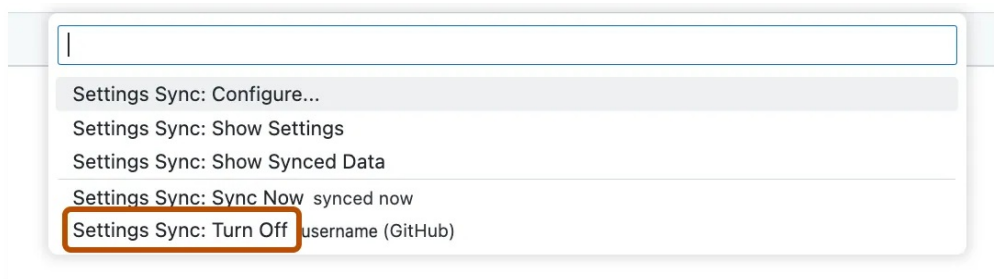 Settings Sync: Configure...
Settings Sync: Show Settings
Settings Sync: Show Synced Data
Settings Sync: Sync Now synced now
Settings Sync: Turn Off username (GitHub)